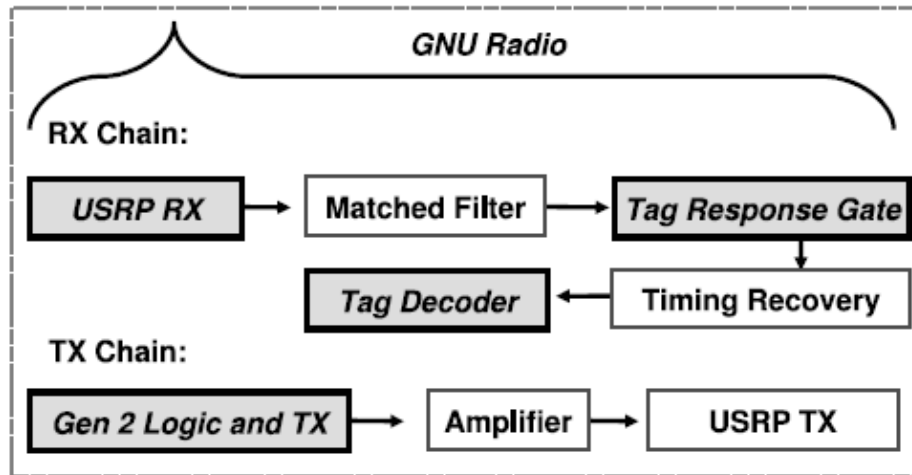 GNU Radio
RX Chain:
USRP RX
Matched Filter
Tag Response Gate
Timing Recovery
Tag Decoder
TX Chain:
Gen 2 Logic and TX
Amplifier
USRP TX